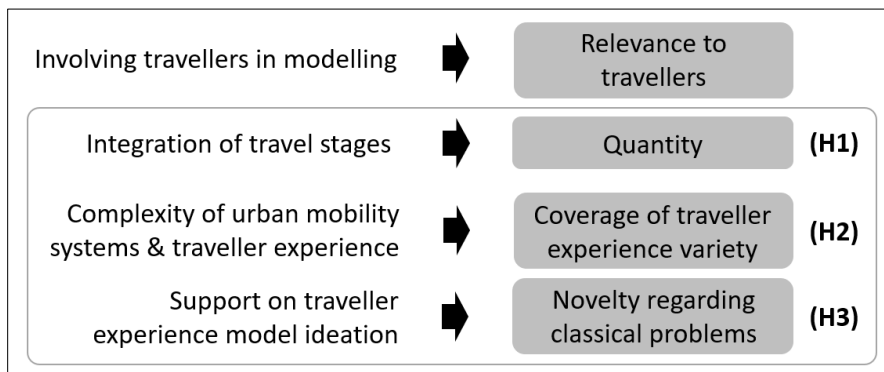 Involving travellers in modelling
Relevance to
travellers
Integration of travel stages
Quantity
(H1)
Complexity of urban mobility
systems & traveller experience
Coverage of traveller
experience variety
(H2)
Support on traveller
experience model ideation
Novelty regarding
classical problems
(H3)